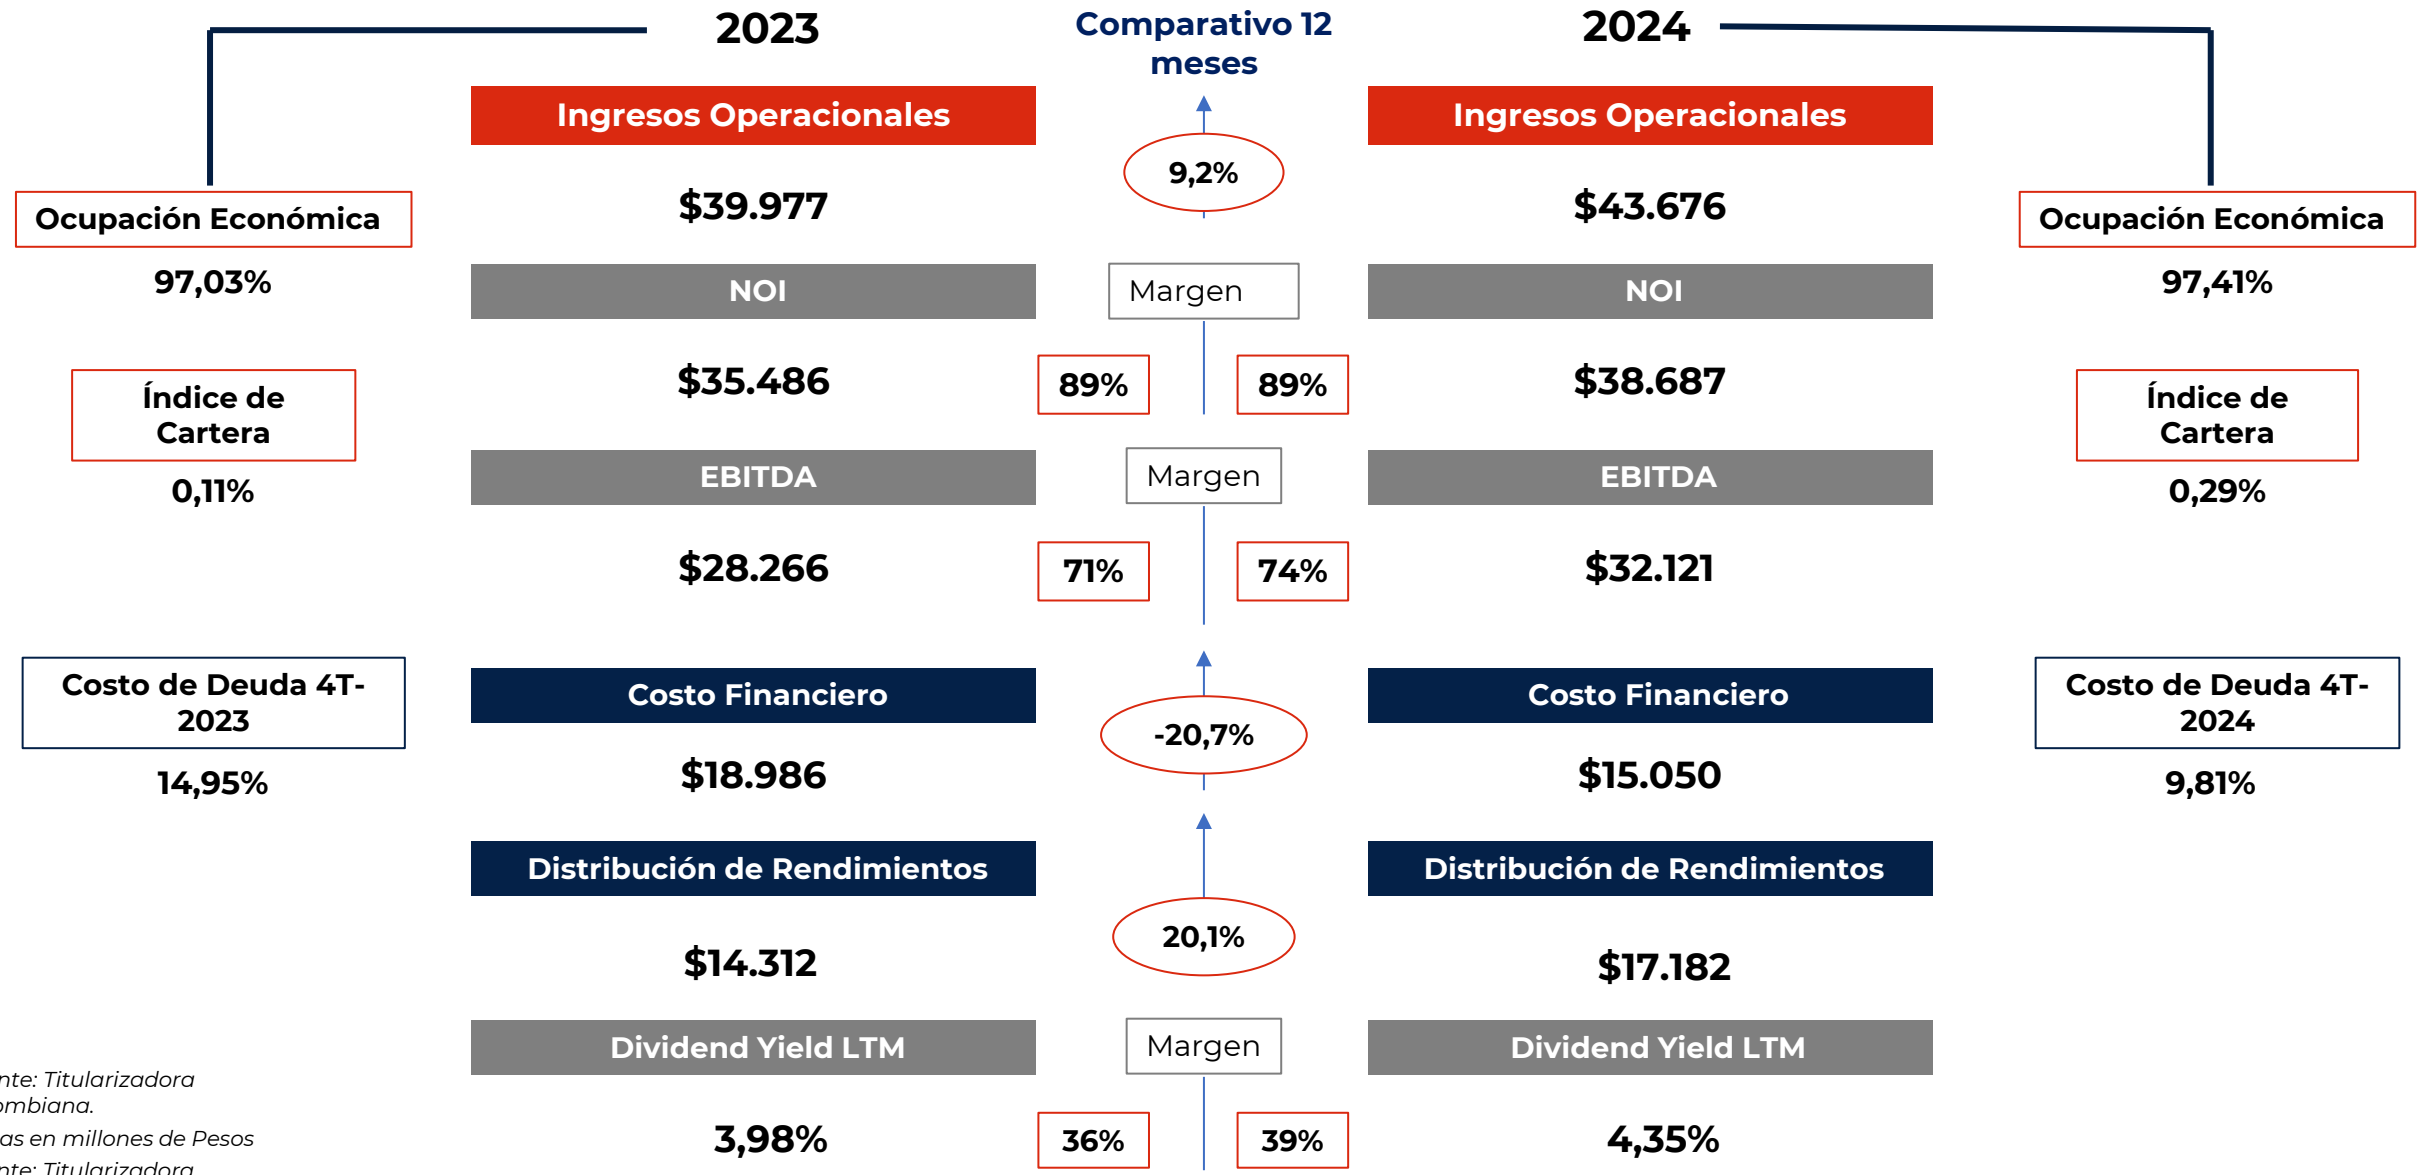 2023
Comparativo 12
meses
2024
Ingresos Operacionales
Ingresos Operacionales
9,2%
$39.977
$43.676
Ocupación Económica
Ocupación Económica
97,03%
97,41%
NOI
Margen
NOI
$35.486
89%
89%
$38.687
Índice de
Cartera
Índice de
Cartera
0,11%
0,29%
EBITDA
Margen
EBITDA
$28.266
71%
74%
$32.121
Costo de Deuda 4T-
2023
Costo Financiero
Costo Financiero
Costo de Deuda 4T-
2024
-20,7%
14,95%
$18.986
$15.050
9,81%
Distribución de Rendimientos
Distribución de Rendimientos
20,1%
$14.312
$17.182
Dividend Yield LTM
Margen
Dividend Yield LTM
3,98%
36%
39%
4,35%
nte: Titularizadora
ombiana.
as en millones de Pesos
nte: Titularizadora